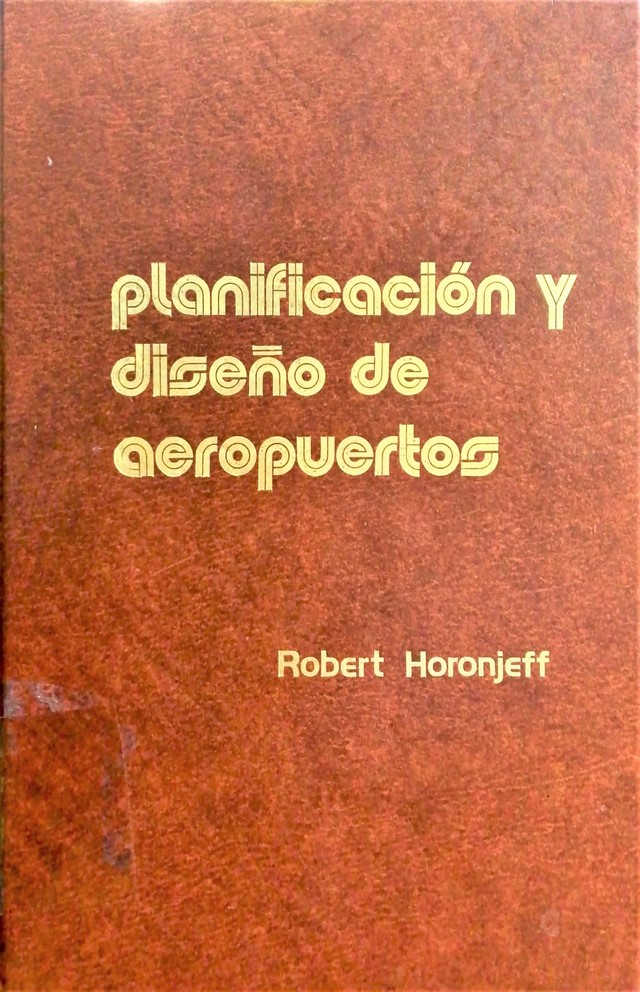 planificación y
diseño de
aeropuertos
Robert Horonjeff